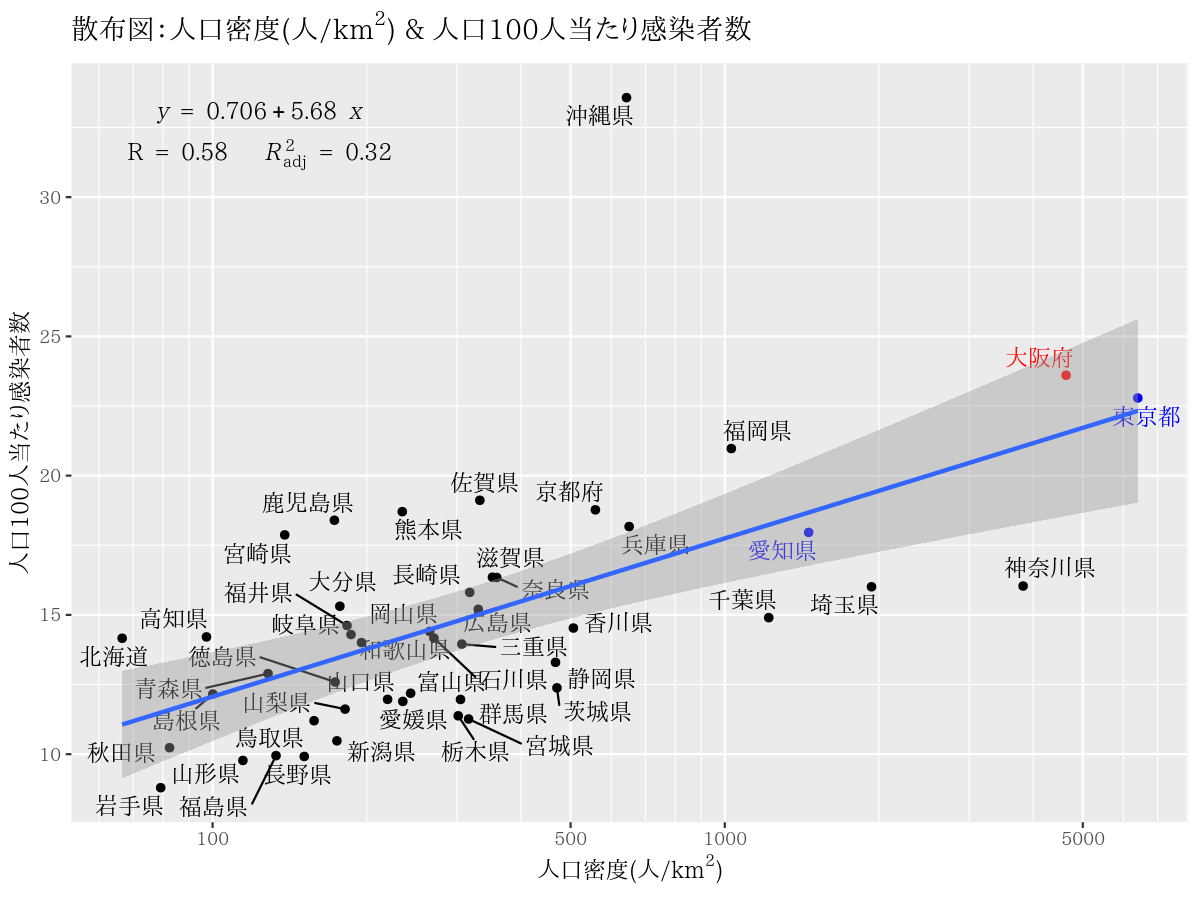 散布図：人口密度(人/km²) & 人口100人当たり感染者数
y = 0.706 + 5.68 x
R = 0.58 R²adj = 0.32
人口100人当たり感染者数
30
25
20
15
10
沖縄県
大阪府
東京都
福岡県
佐賀県
京都府
鹿児島県
熊本県
兵庫県
愛知県
宮崎県
滋賀県
神奈川県
長崎県
奈良県
大分県
福井県
千葉県
埼玉県
高知県
岡山県
岐阜県
広島県
香川県
北海道
徳島県
和歌山県
三重県
青森県
山口県
富山県
石川県
静岡県
島根県
山梨県
愛媛県
群馬県
茨城県
鳥取県
秋田県
新潟県
栃木県
宮城県
山形県
長野県
岩手県
福島県
100
500
1000
5000
人口密度(人/km²)